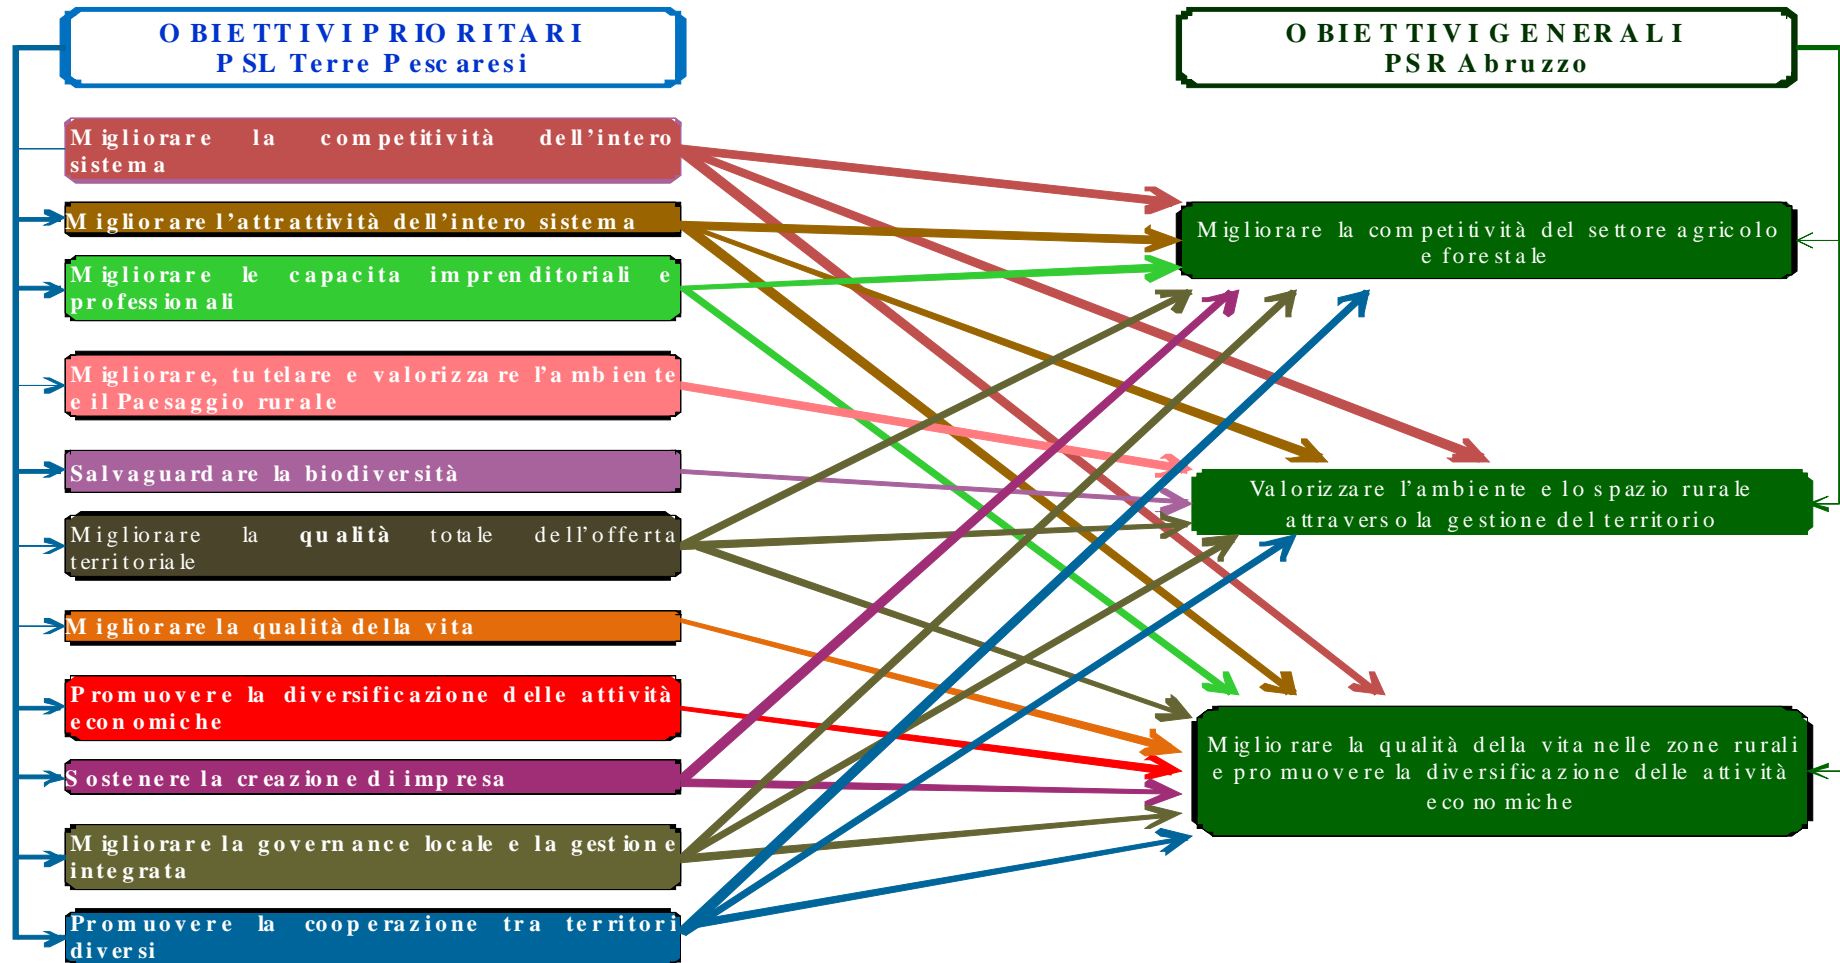 OBIETTIVI PRIORITARI
PSL Terre Pescaresi
Migliorare la competitività dell’intero
sistema
Migliorare l’attrattività dell’intero sistema
Migliorare le capacita imprenditoriali e
professionali
Migliorare, tutelare e valorizzare l’ambiente
e il Paesaggio rurale
Salvaguardare la biodiversità
Migliorare la qualità totale dell’offerta
territoriale
Migliorare la qualità della vita
Promuovere la diversificazione delle attività
economiche
Sostenere la creazione di impresa
Migliorare la governance locale e la gestione
integrata
Promuovere la cooperazione tra territori
diversi
OBIETTIVI GENERALI
PSR Abruzzo
Migliorare la competitività del settore agricolo
e forestale
Valorizzare l’ambiente e lo spazio rurale
attraverso la gestione del territorio
Migliorare la qualità della vita nelle zone rurali
e promuovere la diversificazione delle attività
economiche